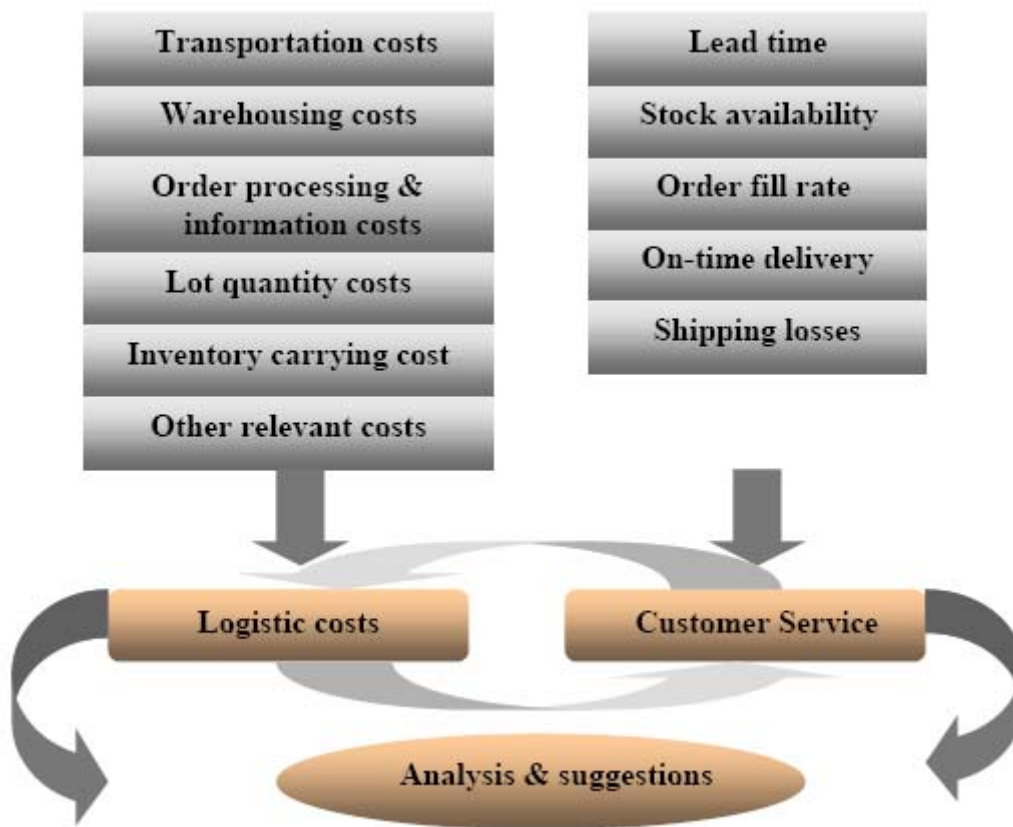 Transportation costs
Warehousing costs
Order processing &
information costs
Lot quantity costs
Inventory carrying cost
Other relevant costs
Lead time
Stock availability
Order fill rate
On-time delivery
Shipping losses
Logistic costs
Customer Service
Analysis & suggestions